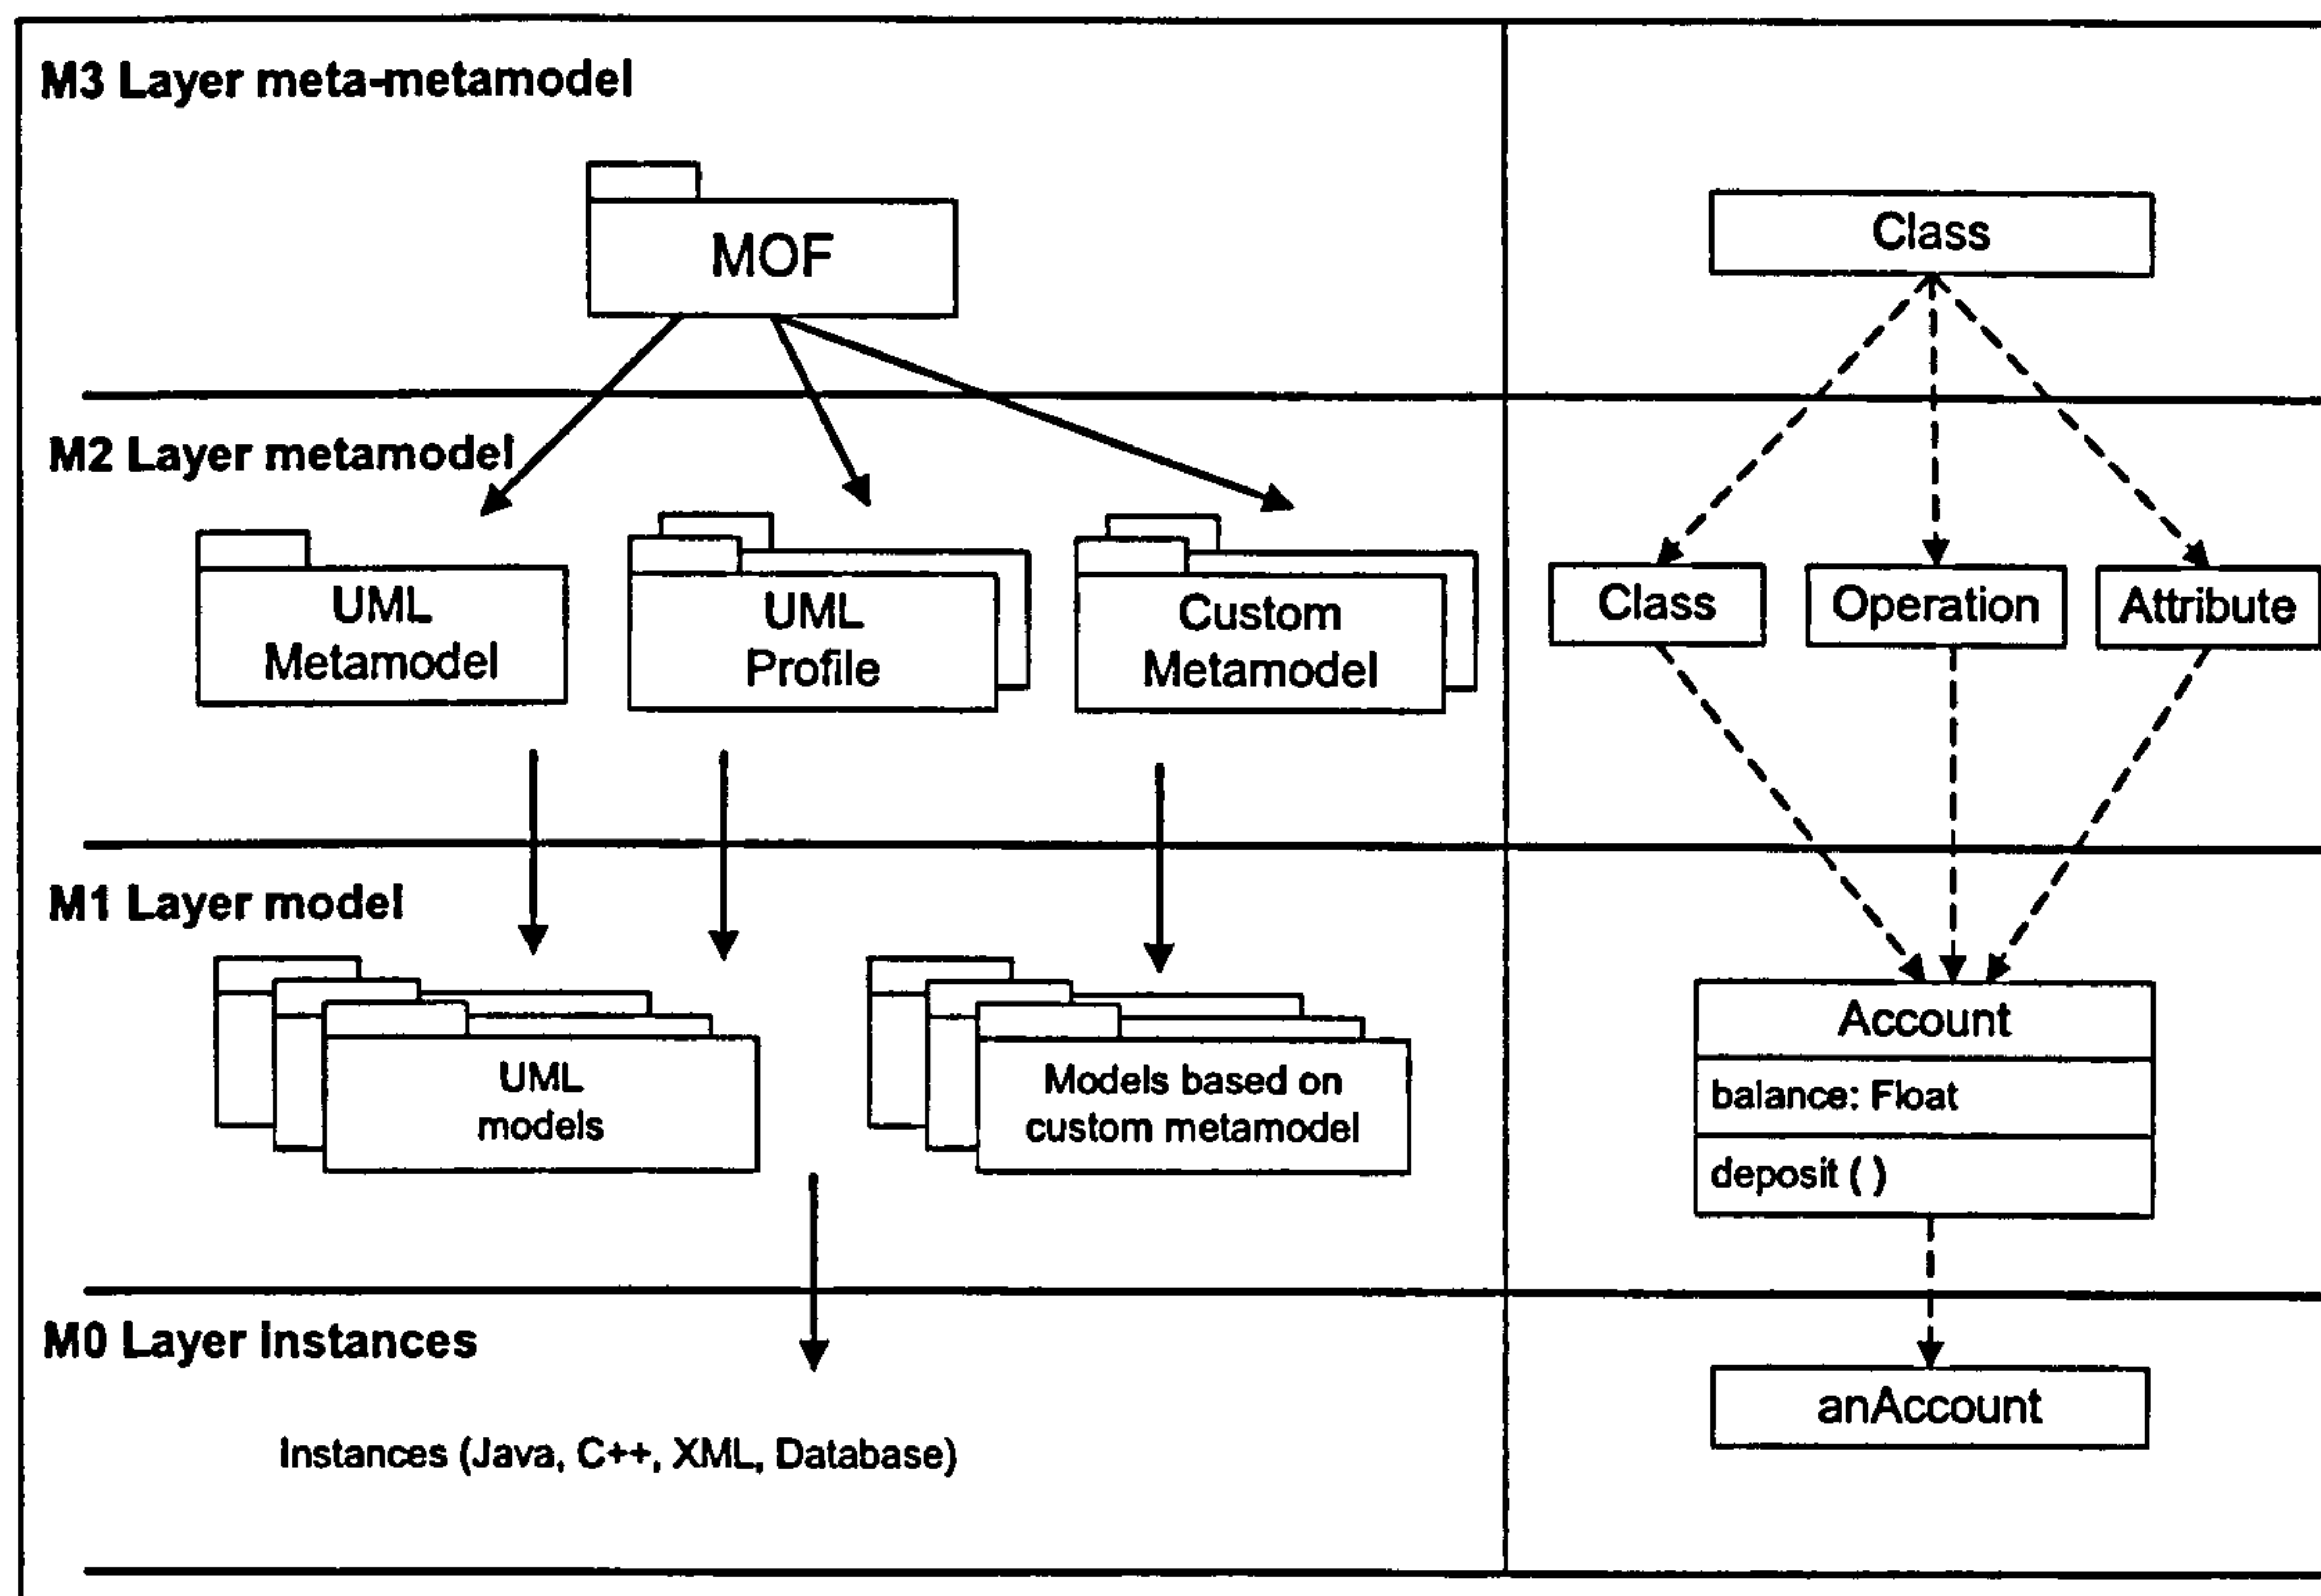 M3 Layer meta-metamodel
MOF
Class
M2 Layer metamodel
UML
Metamodel
UML
Profile
Custom
Metamodel
Class
Operation
Attribute
M1 Layer model
UML
models
Models based on
custom metamodel
Account
balance: Float
deposit ( )
M0 Layer instances
Instances (Java, C++, XML, Database)
anAccount